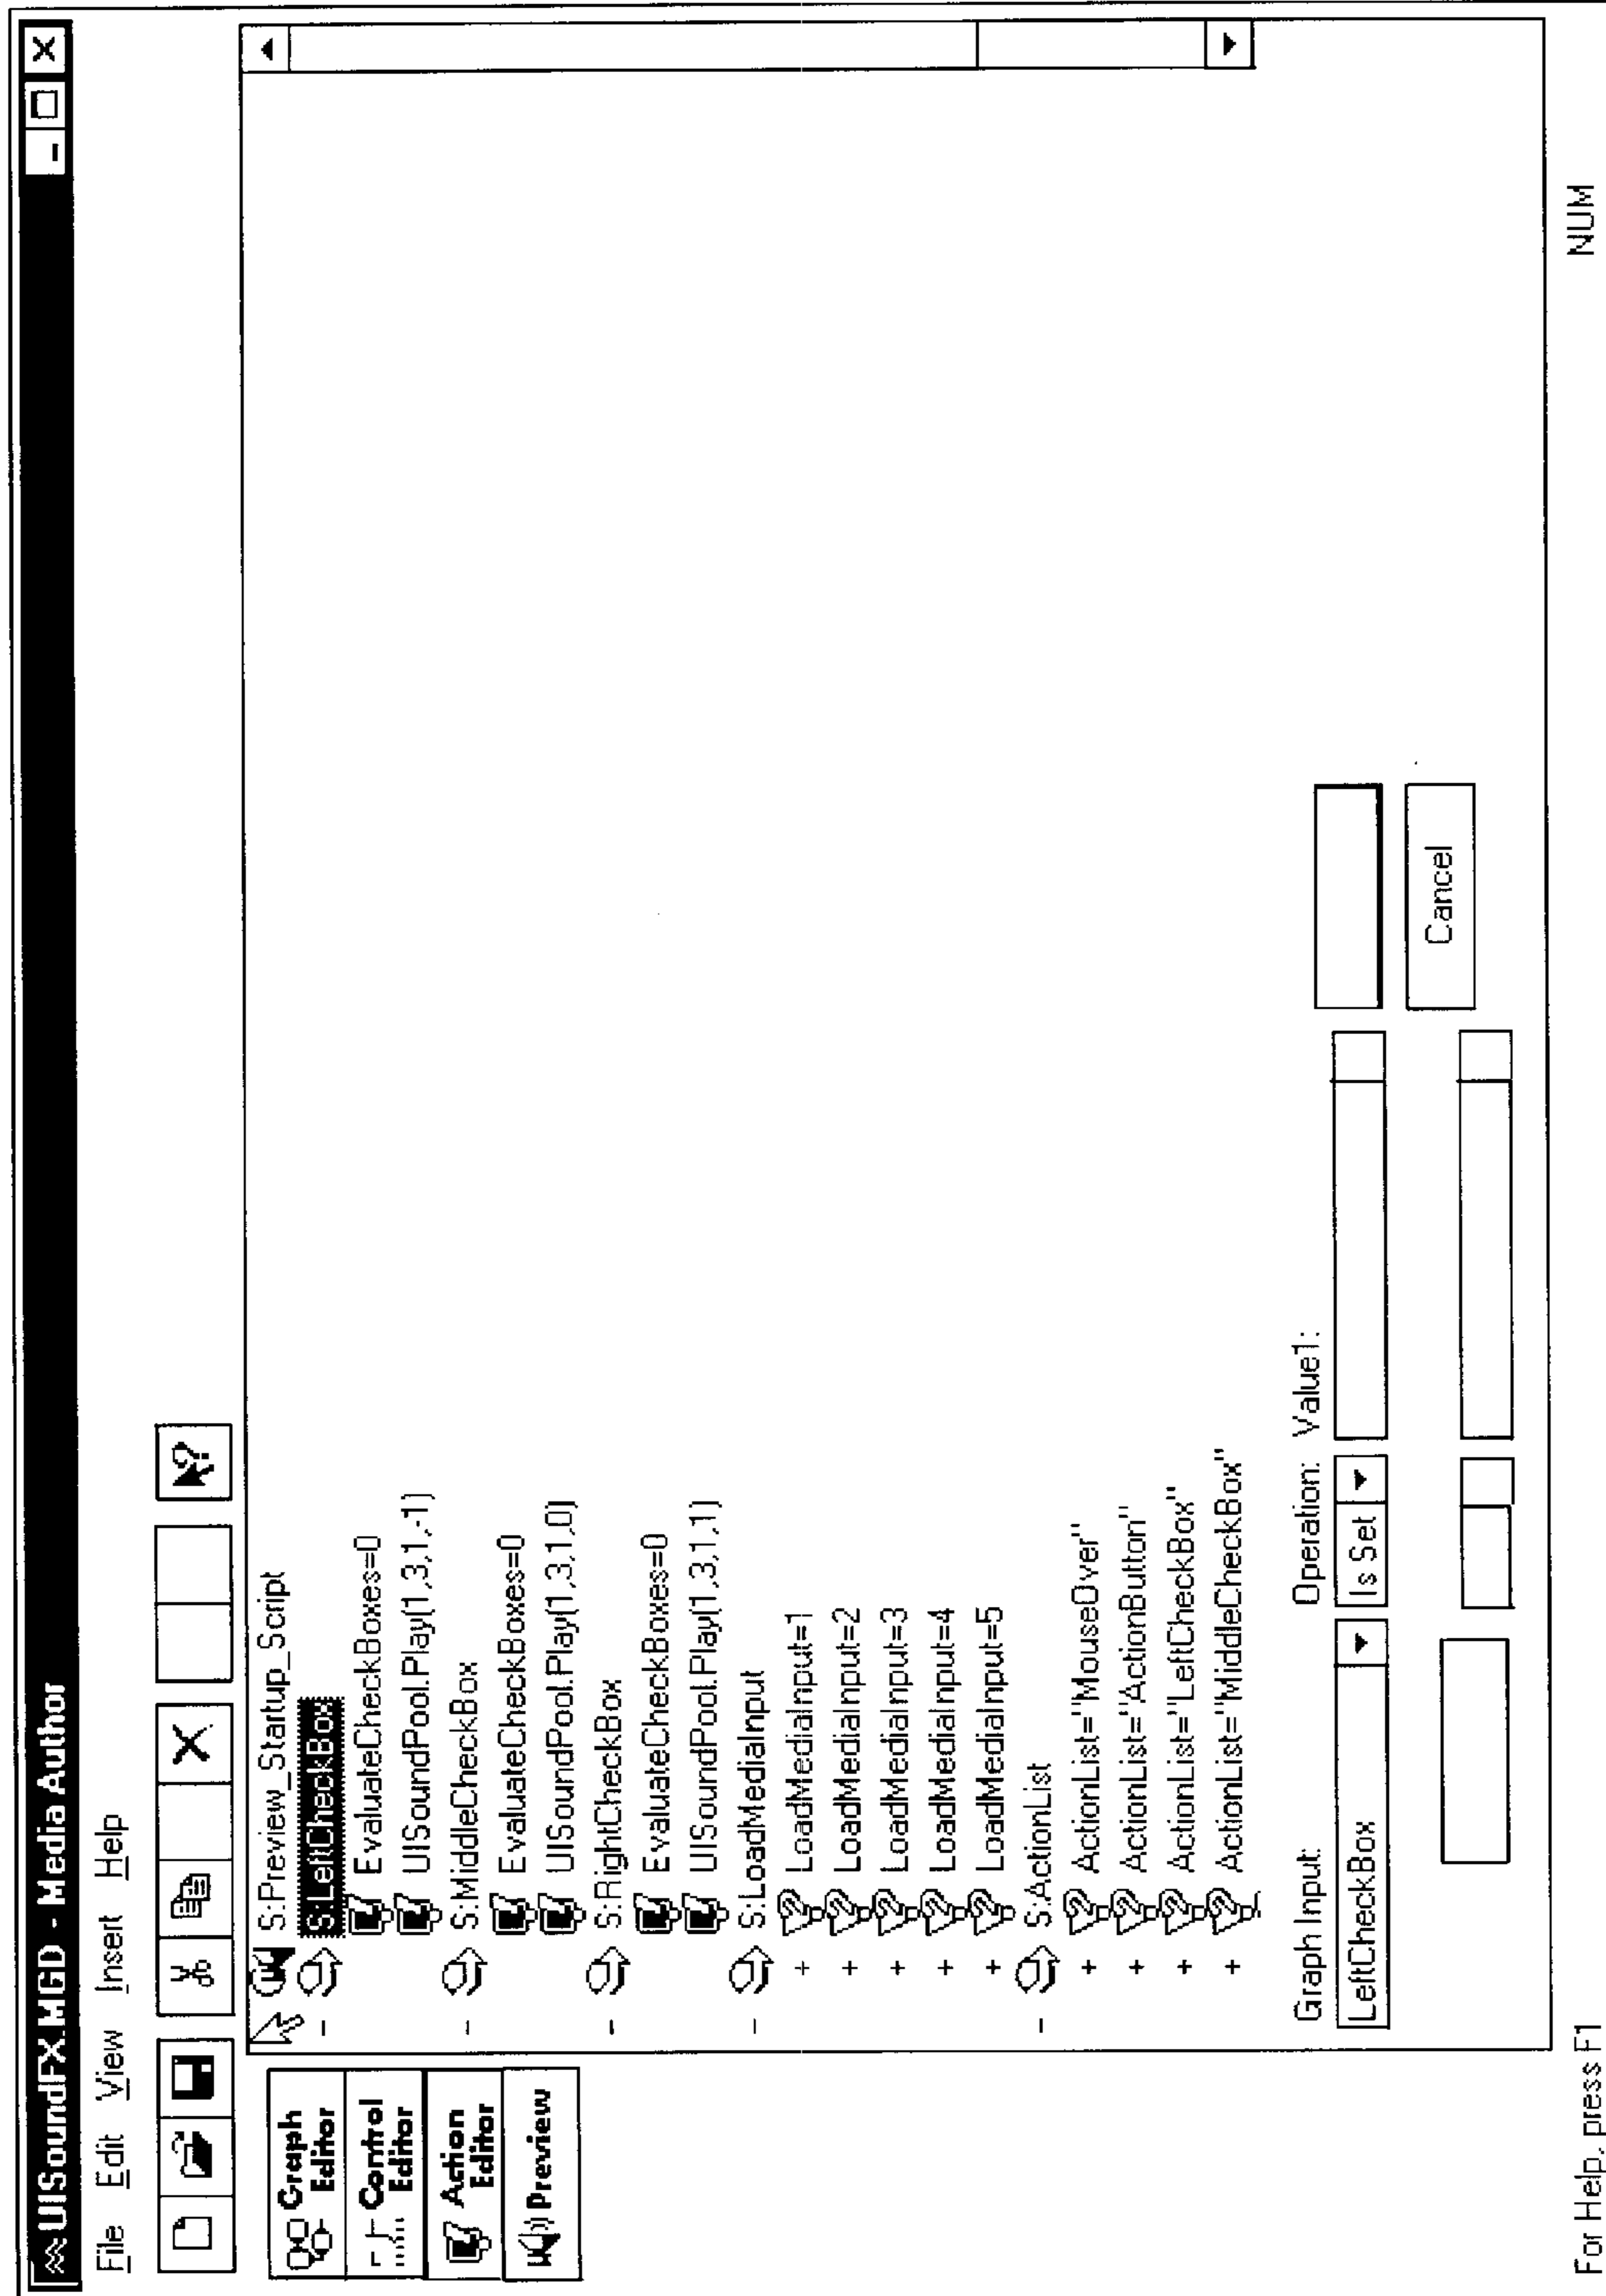 UISoundFX.MGD - Media Author
File Edit View Insert Help
Graph Editor
Control Editor
Action Editor
Preview
S:Preview_Startup_Script
S:LeftCheckBox
EvaluateCheckBoxes=0
UISoundPool.Play(1,3,1,-1)
S:MiddleCheckBox
EvaluateCheckBoxes=0
UISoundPool.Play(1,3,1,0)
S:RightCheckBox
EvaluateCheckBoxes=0
UISoundPool.Play(1,3,1,1)
S:LoadMediaInput
LoadMediaInput=1
LoadMediaInput=2
LoadMediaInput=3
LoadMediaInput=4
LoadMediaInput=5
S:ActionList
ActionList="MouseOver"
ActionList="ActionButton"
ActionList="LeftCheckBox"
ActionList="MiddleCheckBox"
Graph Input: Operation: Value1:
LeftCheckBox Is Set
Cancel
For Help, press F1 NUM